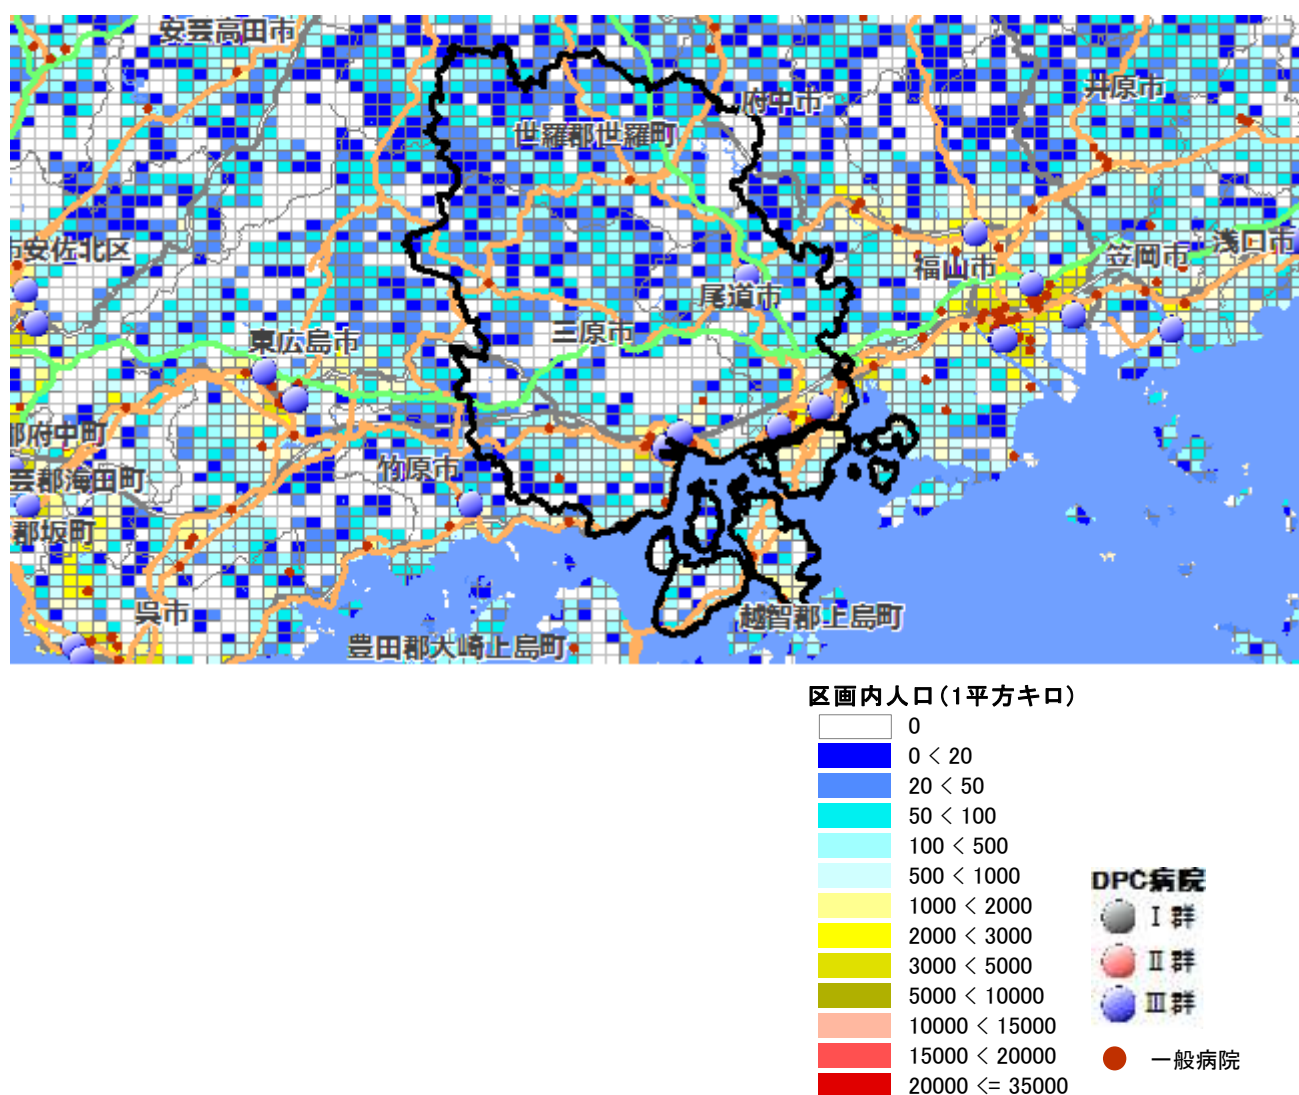 安芸高田市
井原市
府中市
世羅郡世羅町
安佐北区
浅口市
笠岡市
福山市
尾道市
三原市
東広島市
郡府中町
竹原市
芸郡海田町
郡坂町
呉市
越智郡上島町
豊田郡大崎上島町
区画内人口(1平方キロ)
0
0 < 20
20 < 50
50 < 100
100 < 500
500 < 1000
1000 < 2000
2000 < 3000
3000 < 5000
5000 < 10000
10000 < 15000
15000 < 20000
20000 <= 35000
DPC病院
Ⅰ群
Ⅱ群
Ⅲ群
一般病院